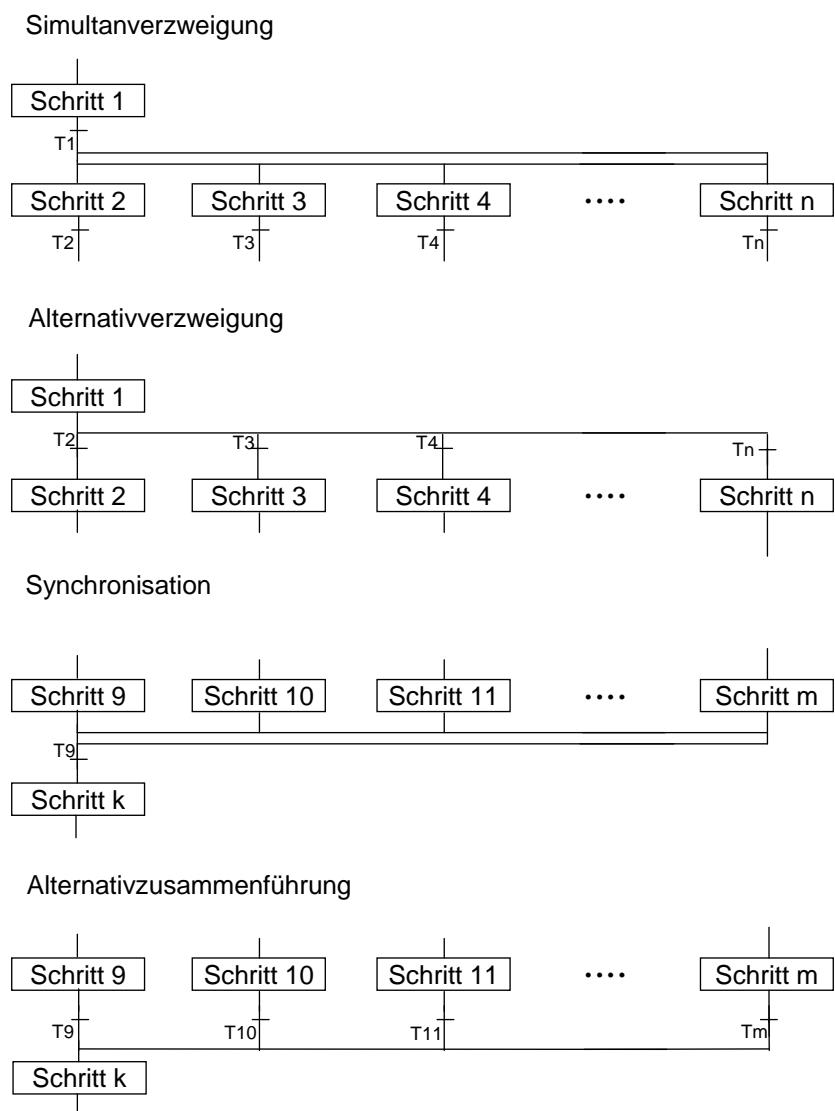 Simultanverzweigung
Schritt 1
T1
Schritt 2 Schritt 3 Schritt 4 .... Schritt n
T2 T3 T4 Tn
Alternativverzweigung
Schritt 1
T2 T3 T4 Tn
Schritt 2 Schritt 3 Schritt 4 .... Schritt n
Synchronisation
Schritt 9 Schritt 10 Schritt 11 .... Schritt m
T9
Schritt k
Alternativzusammenführung
Schritt 9 Schritt 10 Schritt 11 .... Schritt m
T9 T10 T11 Tm
Schritt k